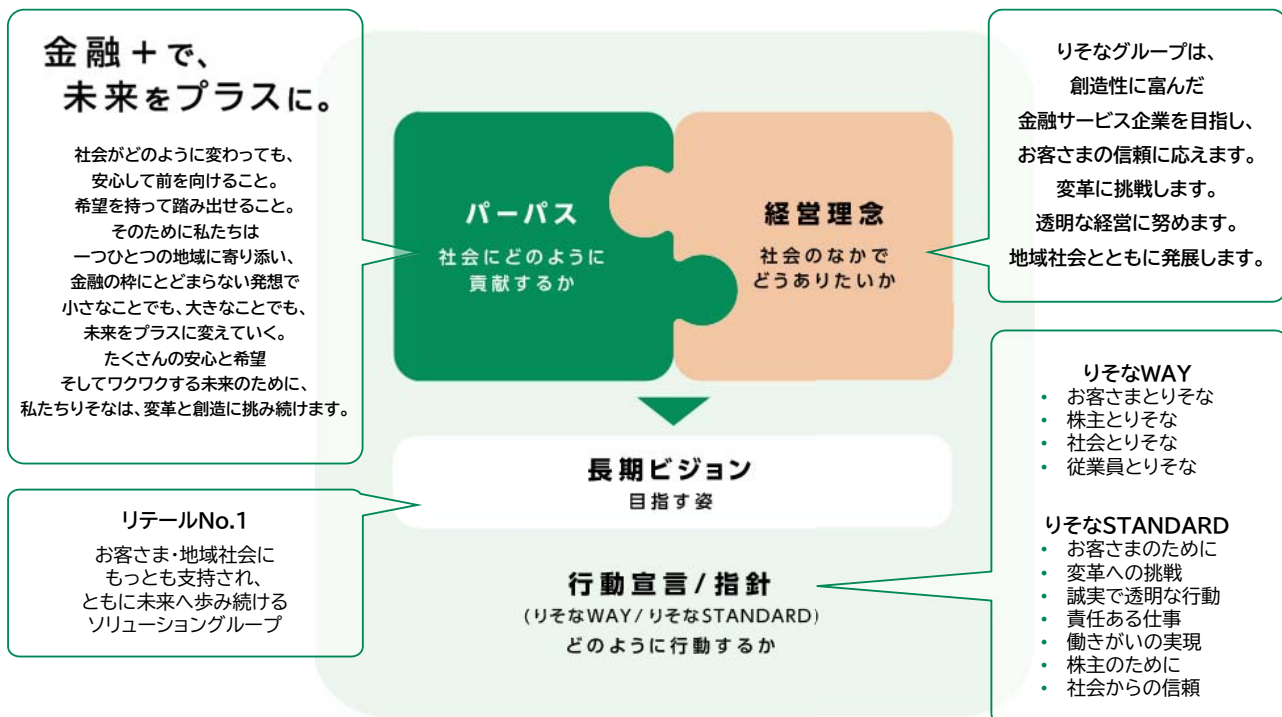 金融＋で、
未来をプラスに。
社会がどのように変わっても、
安心して前を向けること。
希望を持って踏み出せること。
そのために私たちは
一つひとつの地域に寄り添い、
金融の枠にとどまらない発想で
小さなことでも、大きなことでも、
未来をプラスに変えていく。
たくさんの安心と希望
そしてワクワクする未来のために、
私たちりそなは、変革と創造に挑み続けます。
パーパス
社会にどのように
貢献するか
経営理念
社会のなかで
どうありたいか
りそなグループは、
創造性に富んだ
金融サービス企業を目指し、
お客さまの信頼に応えます。
変革に挑戦します。
透明な経営に努めます。
地域社会とともに発展します。
長期ビジョン
目指す姿
リテールNo.1
お客さま・地域社会に
もっとも支持され、
ともに未来へ歩み続ける
ソリューショングループ
行動宣言/指針
(りそなWAY/りそなSTANDARD)
どのように行動するか
りそなWAY
• お客さまとりそな
• 株主とりそな
• 社会とりそな
• 従業員とりそな
りそなSTANDARD
• お客さまのために
• 変革への挑戦
• 誠実で透明な行動
• 責任ある仕事
• 働きがいの実現
• 株主のために
• 社会からの信頼